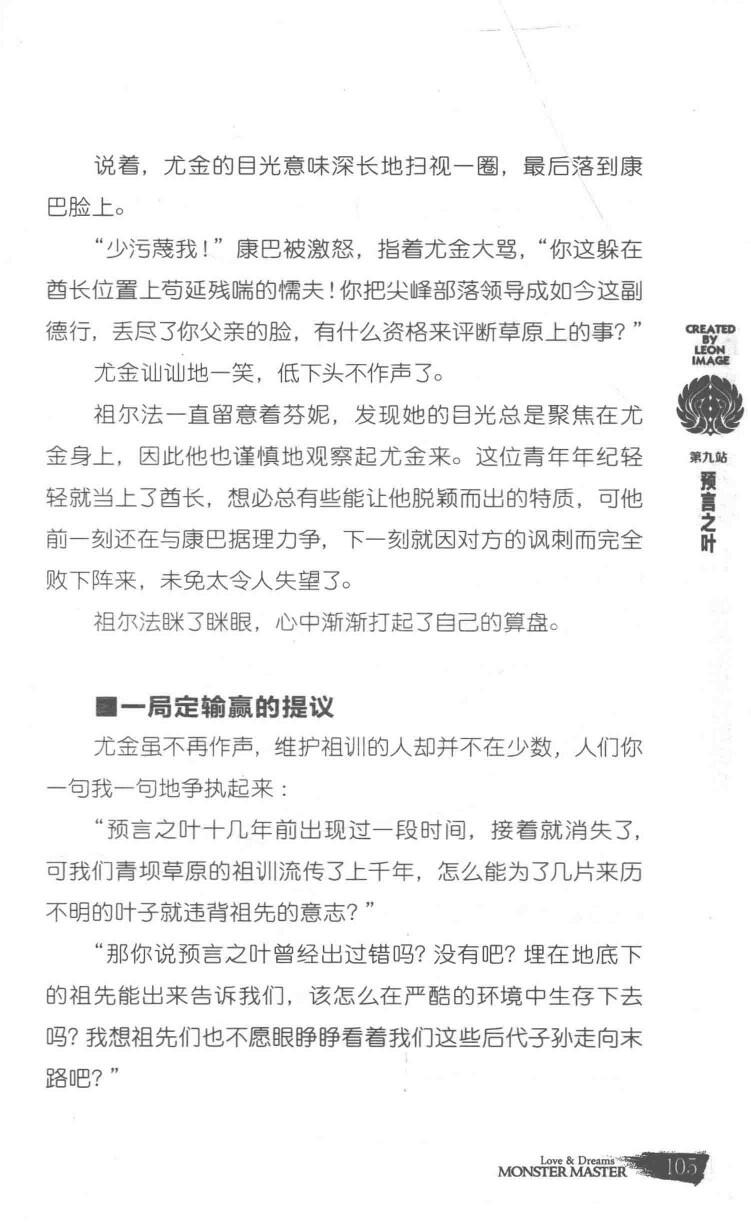 说着，尤金的目光意味深长地扫视一圈，最后落到康
巴脸上。
“少污蔑我！”康巴被激怒，指着尤金大骂，“你这躲在
酋长位置上苟延残喘的懦夫！你把尖峰部落领导成如今这副
德行，丢尽了你父亲的脸，有什么资格来评断草原上的事？”
尤金讪讪地一笑，低下头不作声了。
祖尔法一直留意着芬妮，发现她的目光总是聚焦在尤
金身上，因此他也谨慎地观察起尤金来。这位青年年纪轻
轻就当上了酋长，想必总有些能让他脱颖而出的特质，可他
前一刻还在与康巴据理力争，下一刻就因对方的讽刺而完全
败下阵来，未免太令人失望了。
祖尔法眯了眯眼，心中渐渐打起了自己的算盘。
■一局定输赢的提议
尤金虽不再作声，维护祖训的人却并不在少数，人们你
一句我一句地争执起来：
“预言之叶十几年前出现过一段时间，接着就消失了，
可我们青坝草原的祖训流传了上千年，怎么能为了几片来历
不明的叶子就违背祖先的意志？”
“那你说预言之叶曾经出过错吗？没有吧？埋在地底下
的祖先能出来告诉我们，该怎么在严酷的环境中生存下去
吗？我想祖先们也不愿眼睁睁看着我们这些后代子孙走向末
路吧？”
CREATED
BY
LEON
IMAGE
第九站
预言之叶
Love & Dreams
MONSTER MASTER
105